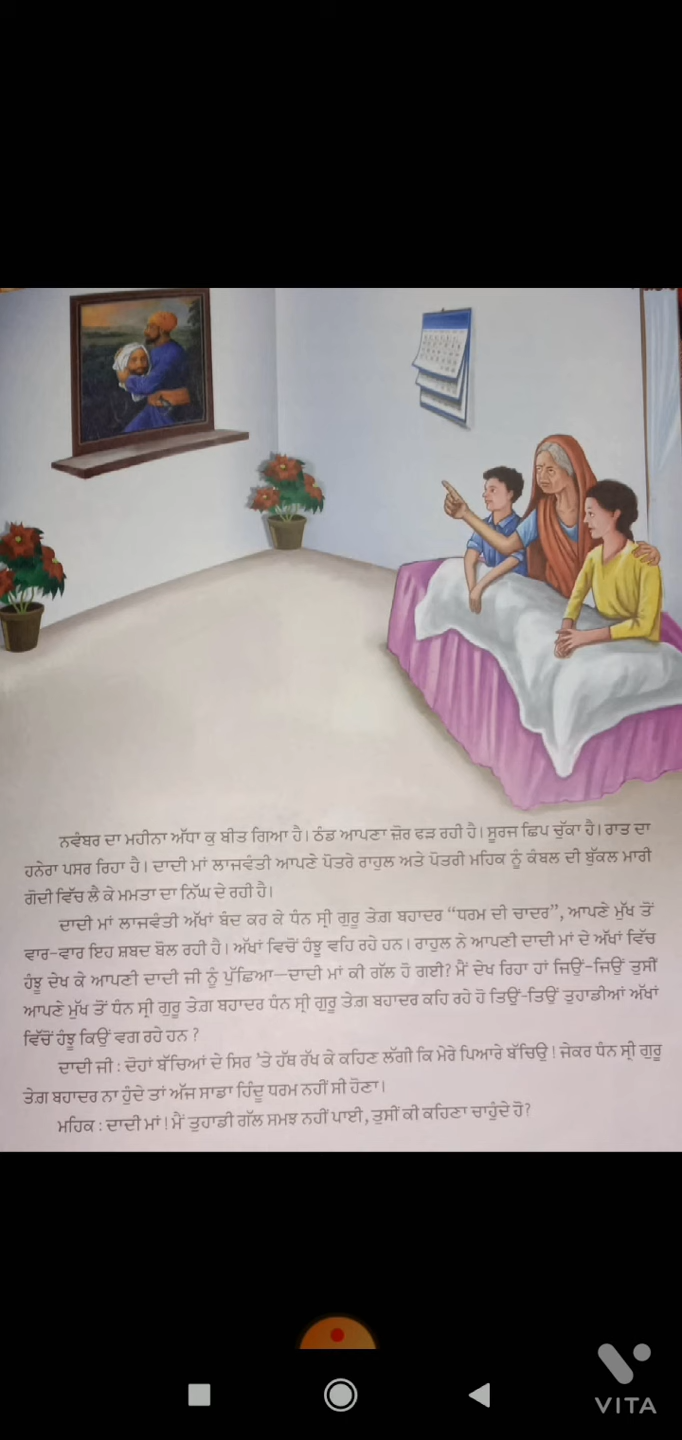 ਨਵੰਬਰ ਦਾ ਮਹੀਨਾ ਅੱਧਾ ਕੁ ਬੀਤ ਗਿਆ ਹੈ। ਠੰਡ ਆਪਣਾ ਜ਼ੋਰ ਫੜ ਰਹੀ ਹੈ। ਸੂਰਜ ਛਿਪ ਚੁੱਕਾ ਹੈ। ਰਾਤ ਦਾ
ਹਨੇਰਾ ਪਸਰ ਰਿਹਾ ਹੈ। ਦਾਦੀ ਮਾਂ ਲਾਜਵੰਤੀ ਆਪਣੇ ਪੋਤਰੇ ਰਾਹੁਲ ਅਤੇ ਪੋਤਰੀ ਮਹਿਕ ਨੂੰ ਕੰਬਲ ਦੀ ਬੁੱਕਲ ਮਾਰੀ
ਗੋਦੀ ਵਿੱਚ ਲੈ ਕੇ ਮਮਤਾ ਦਾ ਨਿੱਘ ਦੇ ਰਹੀ ਹੈ।
ਦਾਦੀ ਮਾਂ ਲਾਜਵੰਤੀ ਅੱਖਾਂ ਬੰਦ ਕਰ ਕੇ ਧੰਨ ਸ੍ਰੀ ਗੁਰੂ ਤੇਗ਼ ਬਹਾਦਰ “ਧਰਮ ਦੀ ਚਾਦਰ”, ਆਪਣੇ ਮੁੱਖ ਤੋਂ
ਵਾਰ-ਵਾਰ ਇਹ ਸ਼ਬਦ ਬੋਲ ਰਹੀ ਹੈ। ਅੱਖਾਂ ਵਿਚੋਂ ਹੰਝੂ ਵਹਿ ਰਹੇ ਹਨ। ਰਾਹੁਲ ਨੇ ਆਪਣੀ ਦਾਦੀ ਮਾਂ ਦੇ ਅੱਖਾਂ ਵਿੱਚ
ਹੰਝੂ ਦੇਖ ਕੇ ਆਪਣੀ ਦਾਦੀ ਜੀ ਨੂੰ ਪੁੱਛਿਆ—ਦਾਦੀ ਮਾਂ ਕੀ ਗੱਲ ਹੋ ਗਈ? ਮੈਂ ਦੇਖ ਰਿਹਾ ਹਾਂ ਜਿਉਂ-ਜਿਉਂ ਤੁਸੀਂ
ਆਪਣੇ ਮੁੱਖ ਤੋਂ ਧੰਨ ਸ੍ਰੀ ਗੁਰੂ ਤੇਗ਼ ਬਹਾਦਰ ਧੰਨ ਸ੍ਰੀ ਗੁਰੂ ਤੇਗ਼ ਬਹਾਦਰ ਕਹਿ ਰਹੇ ਹੋ ਤਿਉਂ-ਤਿਉਂ ਤੁਹਾਡੀਆਂ ਅੱਖਾਂ
ਵਿੱਚੋਂ ਹੰਝੂ ਕਿਉਂ ਵਗ ਰਹੇ ਹਨ ?
ਦਾਦੀ ਜੀ : ਦੋਹਾਂ ਬੱਚਿਆਂ ਦੇ ਸਿਰ 'ਤੇ ਹੱਥ ਰੱਖ ਕੇ ਕਹਿਣ ਲੱਗੀ ਕਿ ਮੇਰੇ ਪਿਆਰੇ ਬੱਚਿਉ ! ਜੇਕਰ ਧੰਨ ਸ੍ਰੀ ਗੁਰੂ
ਤੇਗ਼ ਬਹਾਦਰ ਨਾ ਹੁੰਦੇ ਤਾਂ ਅੱਜ ਸਾਡਾ ਹਿੰਦੂ ਧਰਮ ਨਹੀਂ ਸੀ ਹੋਣਾ।
ਮਹਿਕ : ਦਾਦੀ ਮਾਂ ! ਮੈਂ ਤੁਹਾਡੀ ਗੱਲ ਸਮਝ ਨਹੀਂ ਪਾਈ, ਤੁਸੀਂ ਕੀ ਕਹਿਣਾ ਚਾਹੁੰਦੇ ਹੋ?
VITA